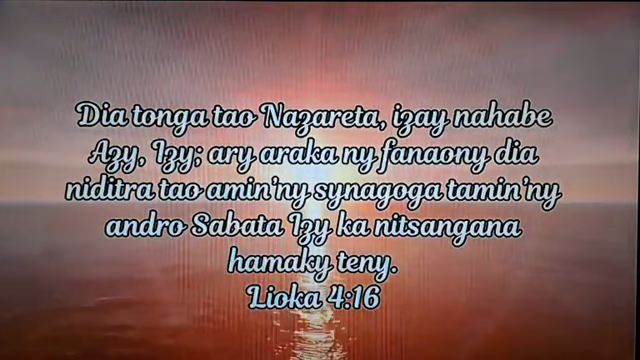 Dia tonga tao Nazareta, izay nahabe
Azy, Izy; ary araka ny fanaony dia
niditra tao amin'ny synagoga tamin'ny
andro Sabata Izy ka nitsangana
hamaky teny.
Lioka 4:16